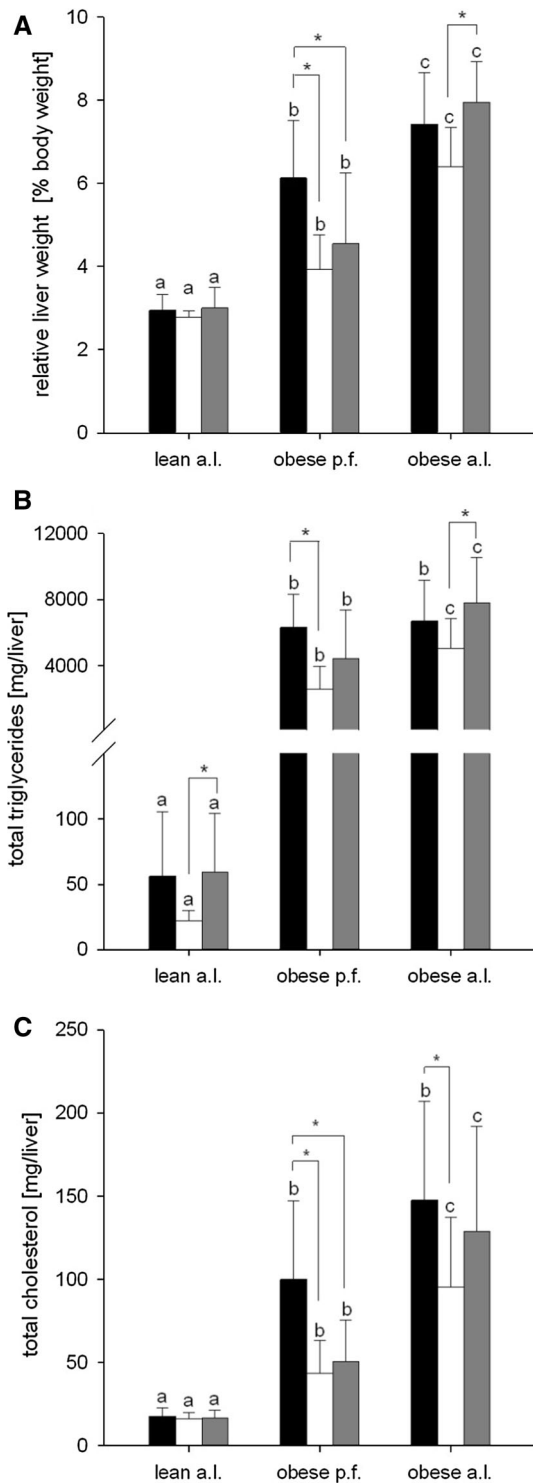 A
relative liver weight [% body weight]
10
8
6
4
2
0
a a a
* *
b b b
*
c c c
lean a.l. obese p.f. obese a.l.
B
total triglycerides [mg/liver]
12000
8000
4000
100
50
0
*
a a a
*
b b b
*
b c c
lean a.l. obese p.f. obese a.l.
C
total cholesterol [mg/liver]
250
200
150
100
50
0
a a a
* *
b b b
*
b c c
lean a.l. obese p.f. obese a.l.